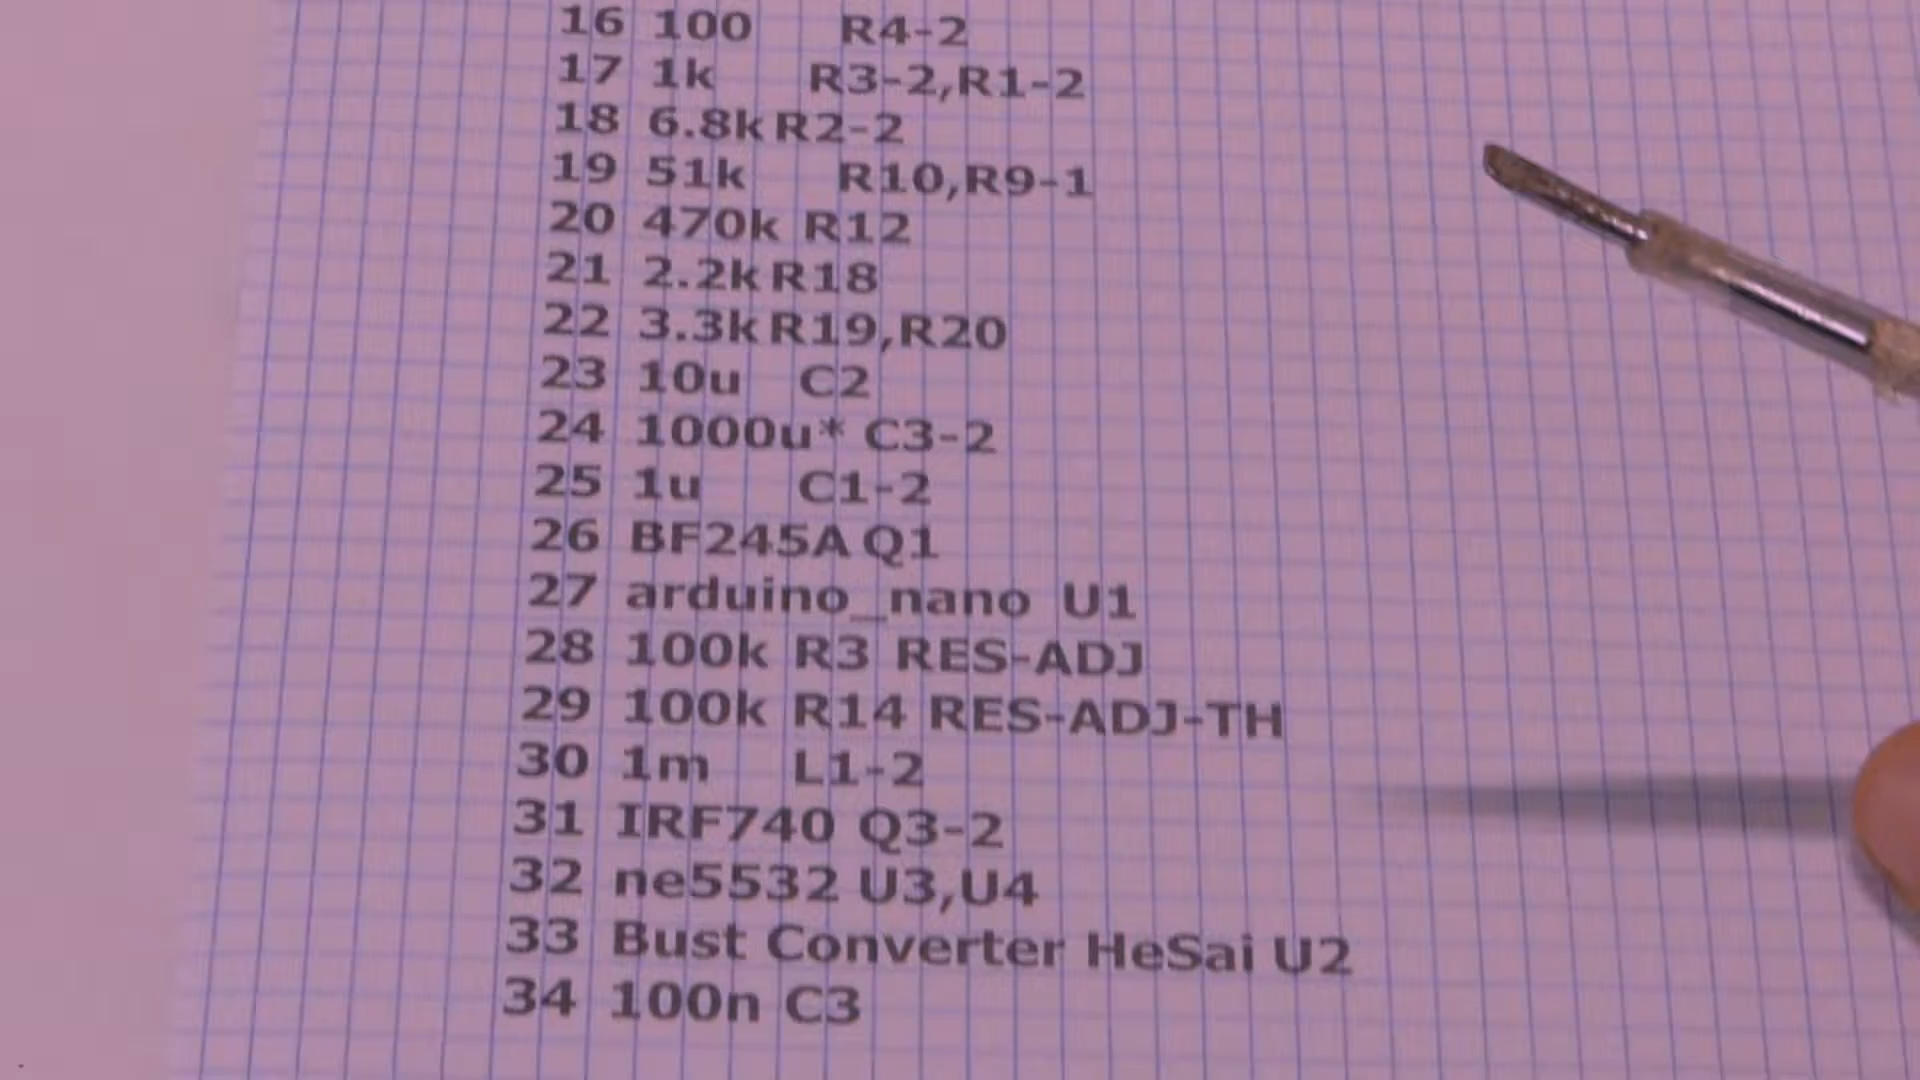 16 100 R4-2
17 1k R3-2,R1-2
18 6.8k R2-2
19 51k R10,R9-1
20 470k R12
21 2.2k R18
22 3.3k R19,R20
23 10u C2
24 1000u* C3-2
25 1u C1-2
26 BF245A Q1
27 arduino_nano U1
28 100k R3 RES-ADJ
29 100k R14 RES-ADJ-TH
30 1m L1-2
31 IRF740 Q3-2
32 ne5532 U3,U4
33 Bust Converter HeSai U2
34 100n C3